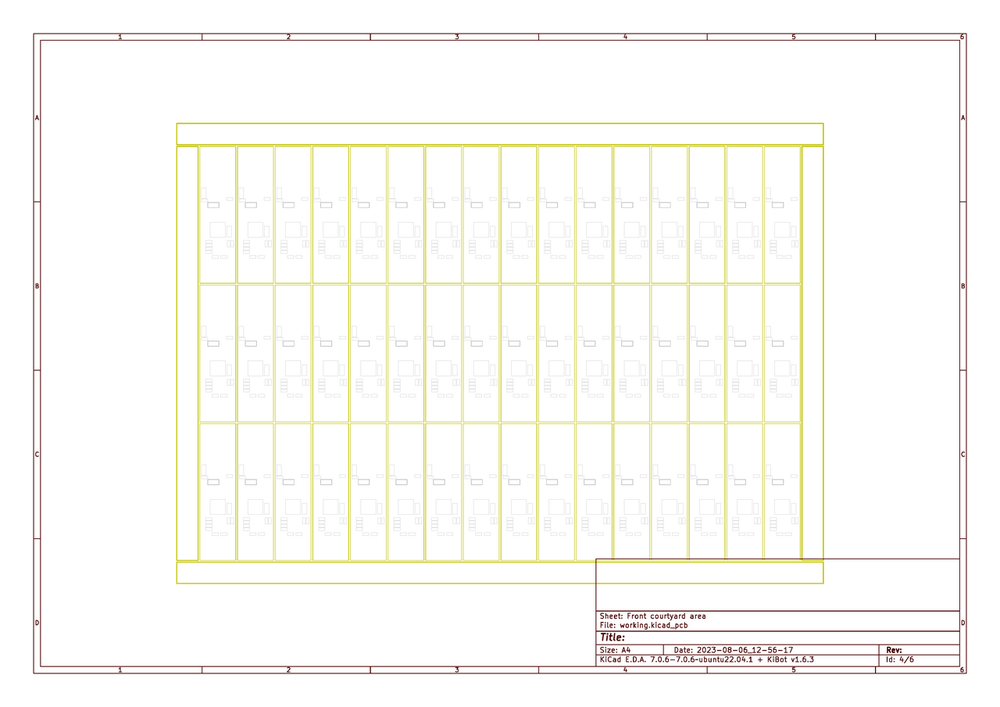 1 2 3 4 5 6
A A
B B
C C
Sheet: Front courtyard area
File: working.kicad_pcb
D D
Title:
Size: A4 Date: 2023-08-06_12-56-17 Rev:
KiCad E.D.A. 7.0.6-7.0.6-ubuntu22.04.1 + KiBot v1.6.3 Id: 4/6
1 2 3 4 5 6